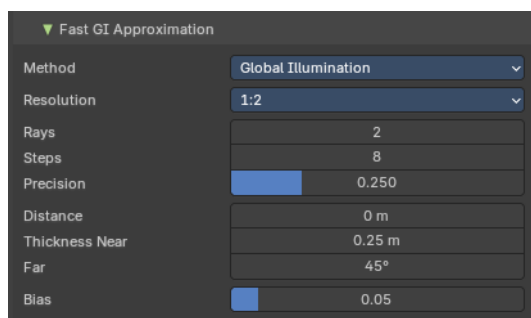 Fast GI Approximation
Method Global Illumination
Resolution 1:2
Rays 2
Steps 8
Precision 0.250
Distance 0 m
Thickness Near 0.25 m
Far 45°
Bias 0.05